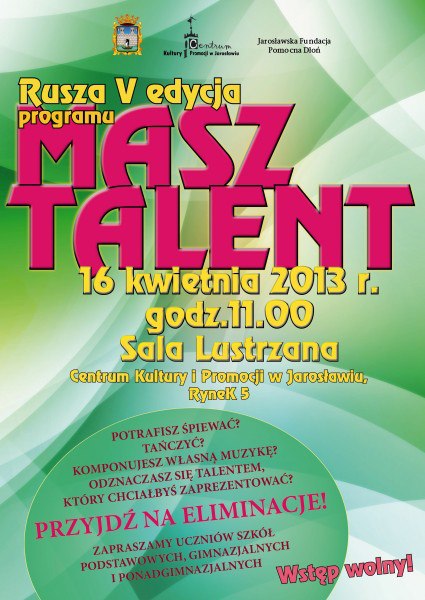 Centrum
Kultury i Promocji w Jarosławiu
Jarosławska Fundacja
Pomocna Dłoń
Rusza V edycja
programu
MASZ
TALENT
16 kwietnia 2013 r.
godz.11.00
Sala Lustrzana
Centrum Kultury i Promocji w Jarosławiu,
RyneK 5
POTRAFISZ ŚPIEWAĆ?
TAŃCZYĆ?
KOMPONUJESZ WŁASNĄ MUZYKĘ?
ODZNACZASZ SIĘ TALENTEM,
KTÓRY CHCIAŁBYŚ ZAPREZENTOWAĆ?
PRZYJDŹ NA ELIMINACJE!
ZAPRASZAMY UCZNIÓW SZKÓŁ
PODSTAWOWYCH, GIMNAZJALNYCH
I PONADGIMNAZJALNYCH
Wstęp wolny!